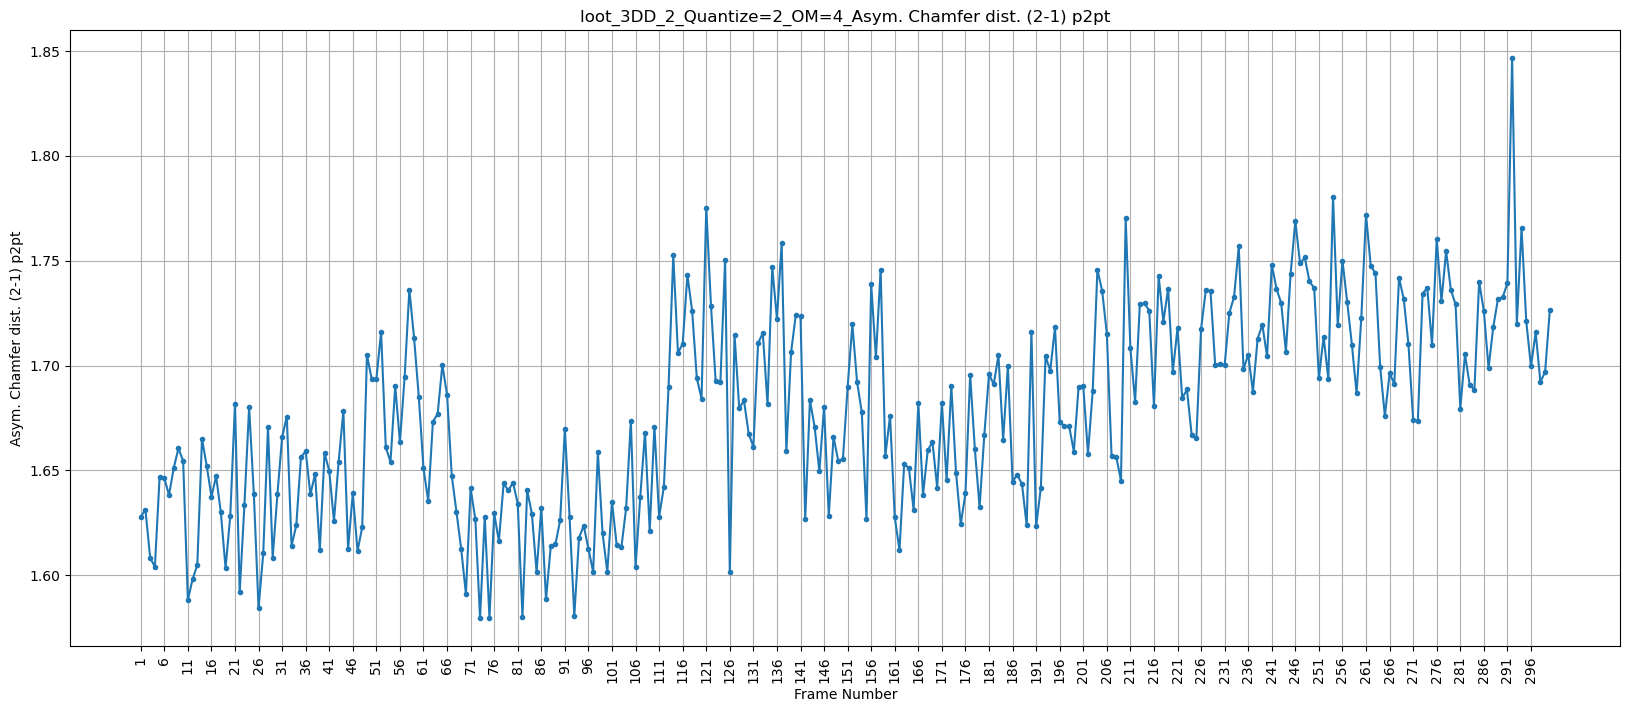 loot_3DD_2_Quantize=2_OM=4_Asym. Chamfer dist. (2-1) p2pt
Asym. Chamfer dist. (2-1) p2pt
1.85
1.80
1.75
1.70
1.65
1.60
1 6 11 16 21 26 31 36 41 46 51 56 61 66 71 76 81 86 91 96 101 106 111 116 121 126 131 136 141 146 151 156 161 166 171 176 181 186 191 196 201 206 211 216 221 226 231 236 241 246 251 256 261 266 271 276 281 286 291 296
Frame Number